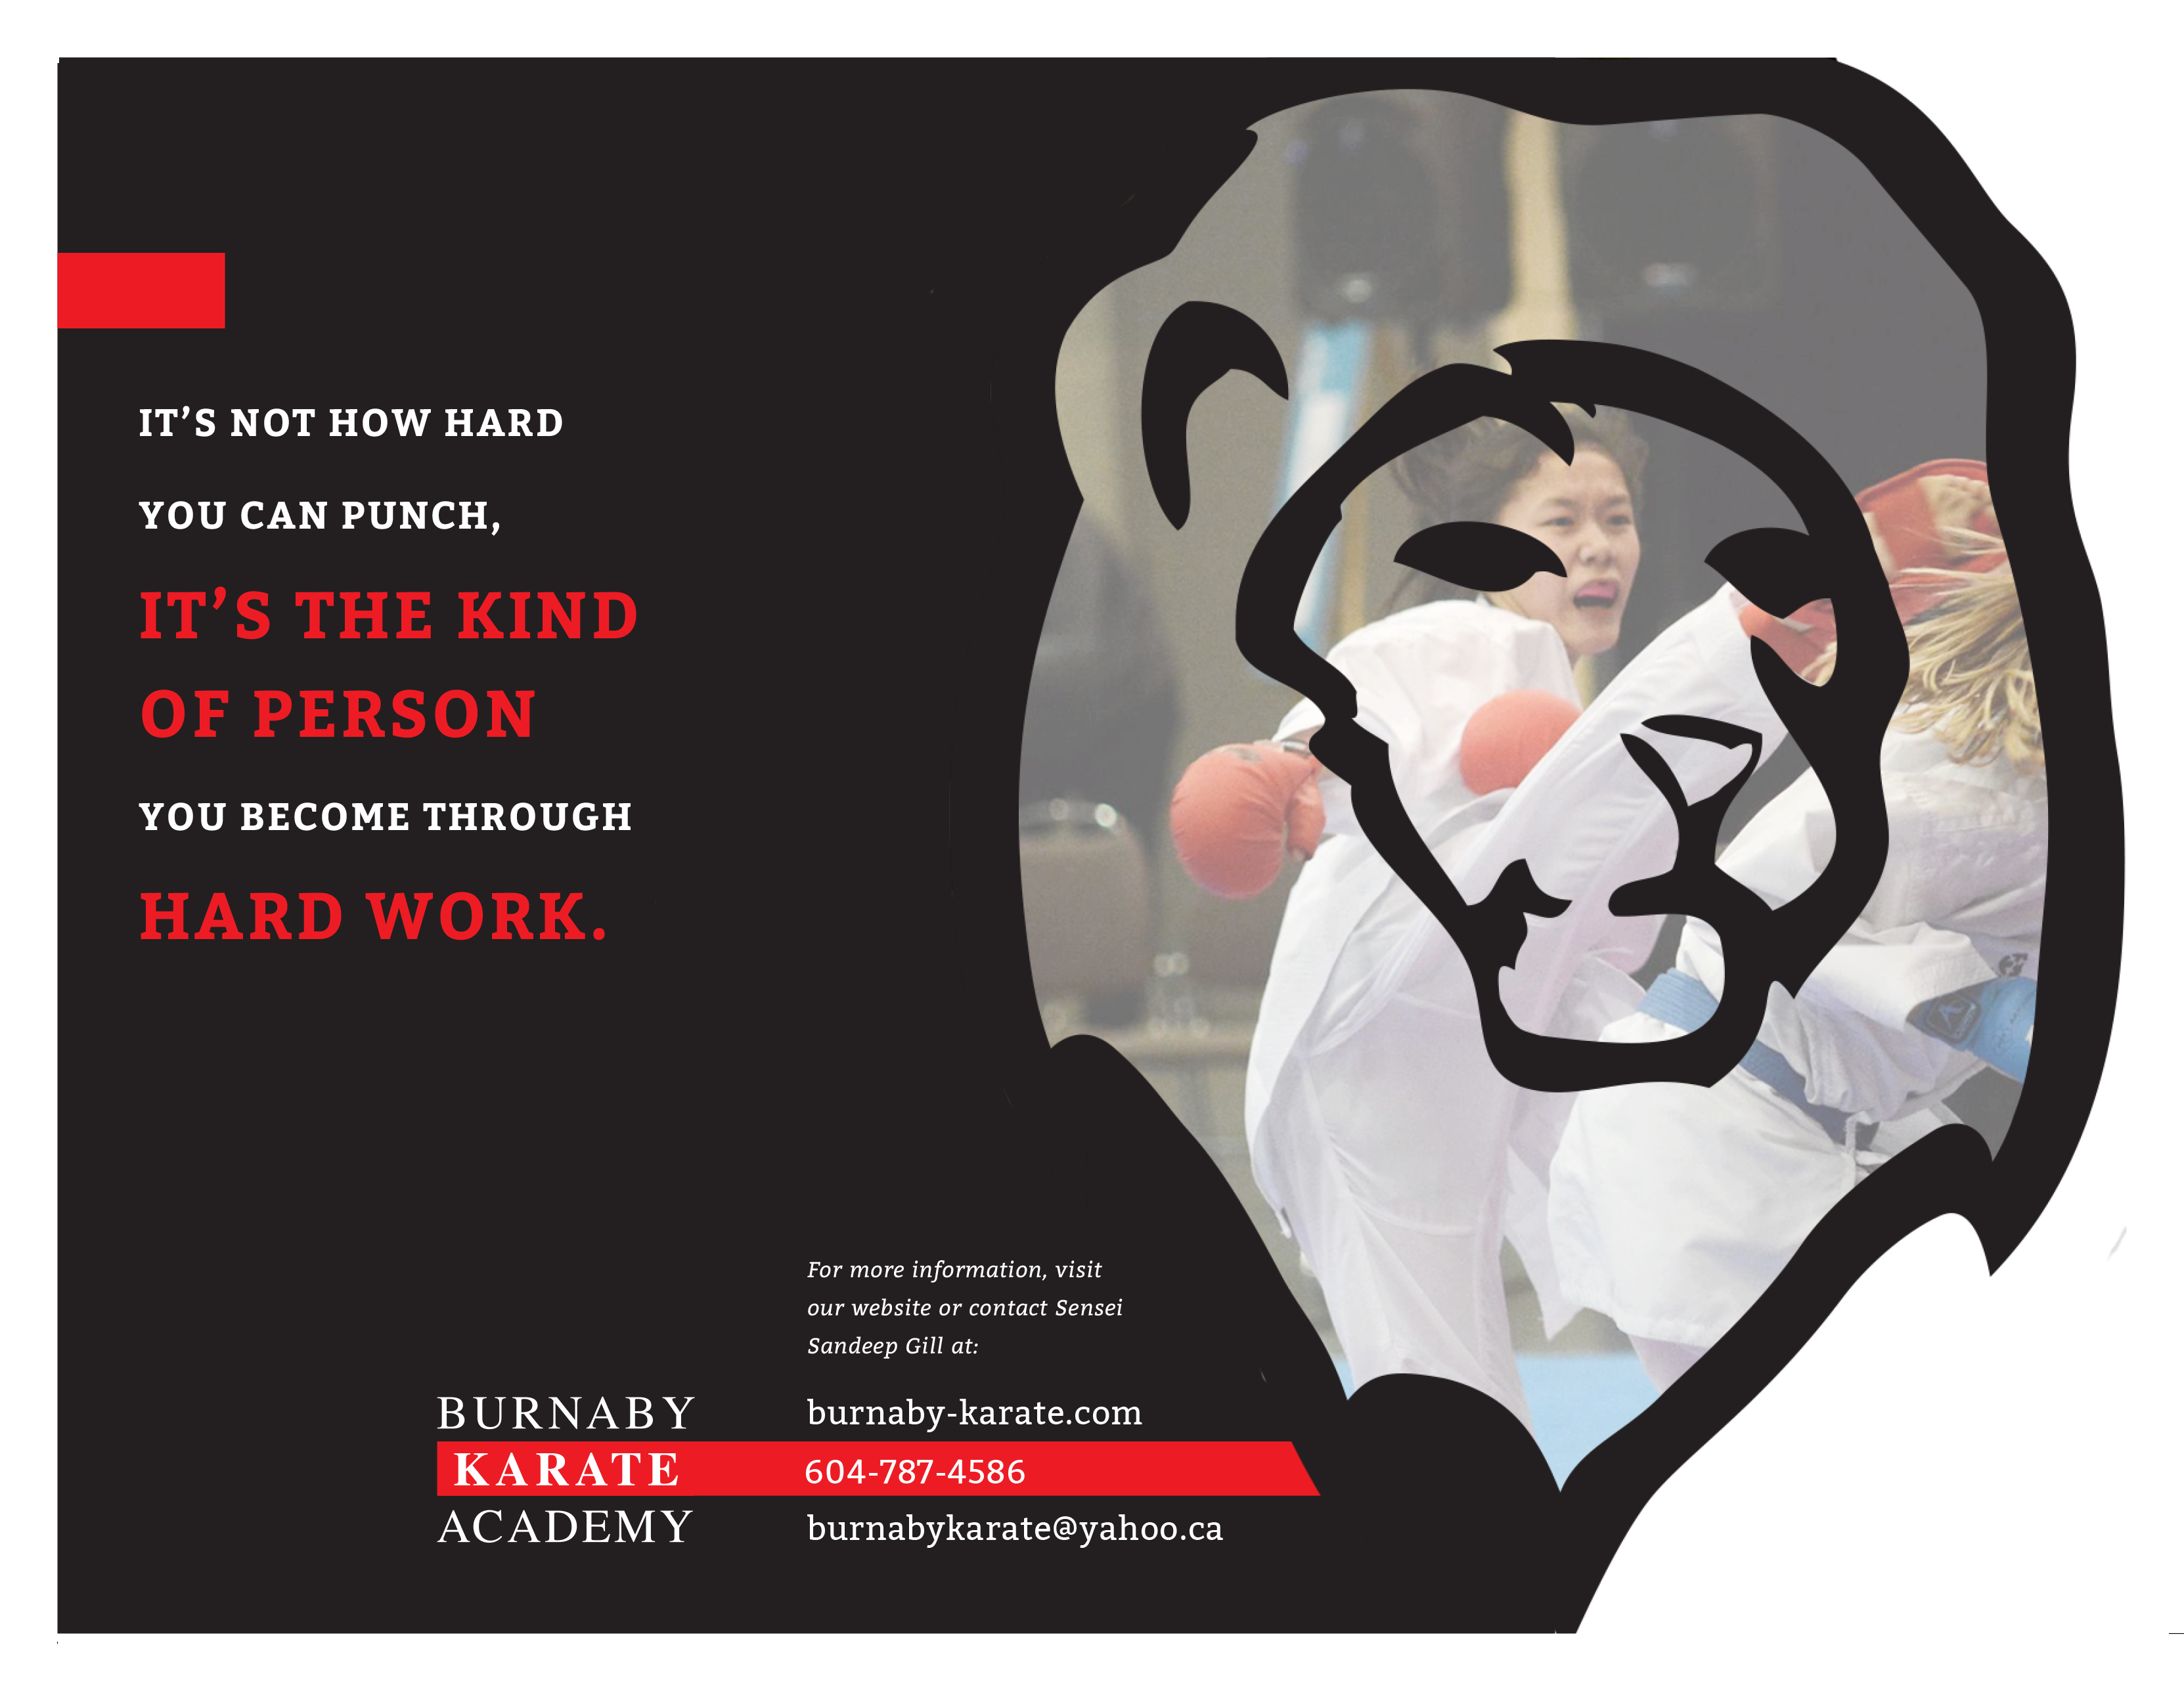 IT’S NOT HOW HARD
YOU CAN PUNCH,
IT’S THE KIND
OF PERSON
YOU BECOME THROUGH
HARD WORK.
For more information, visit
our website or contact Sensei
Sandeep Gill at:
BURNABY
KARATE
ACADEMY
burnaby-karate.com
604-787-4586
burnabykarate@yahoo.ca